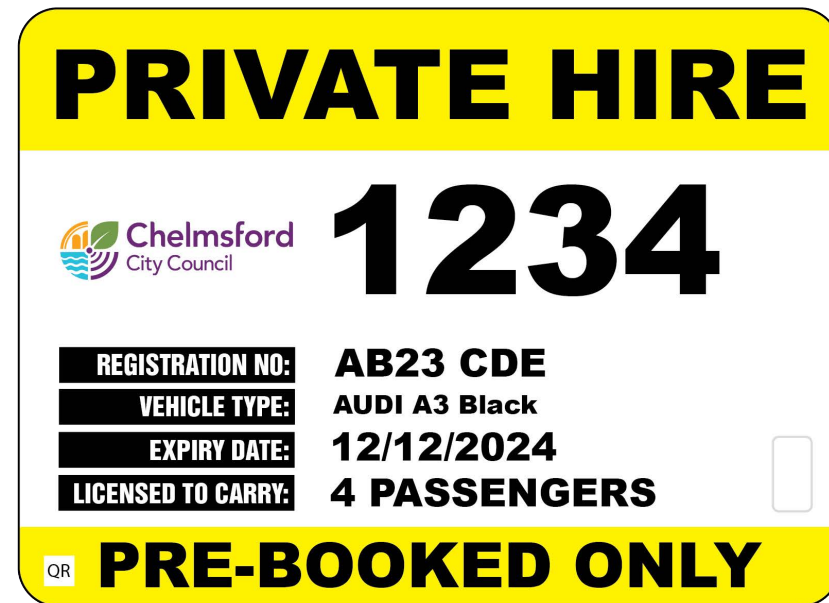 PRIVATE HIRE
Chelmsford
City Council
1234
REGISTRATION NO: AB23 CDE
VEHICLE TYPE: AUDI A3 Black
EXPIRY DATE: 12/12/2024
LICENSED TO CARRY: 4 PASSENGERS
QR PRE-BOOKED ONLY